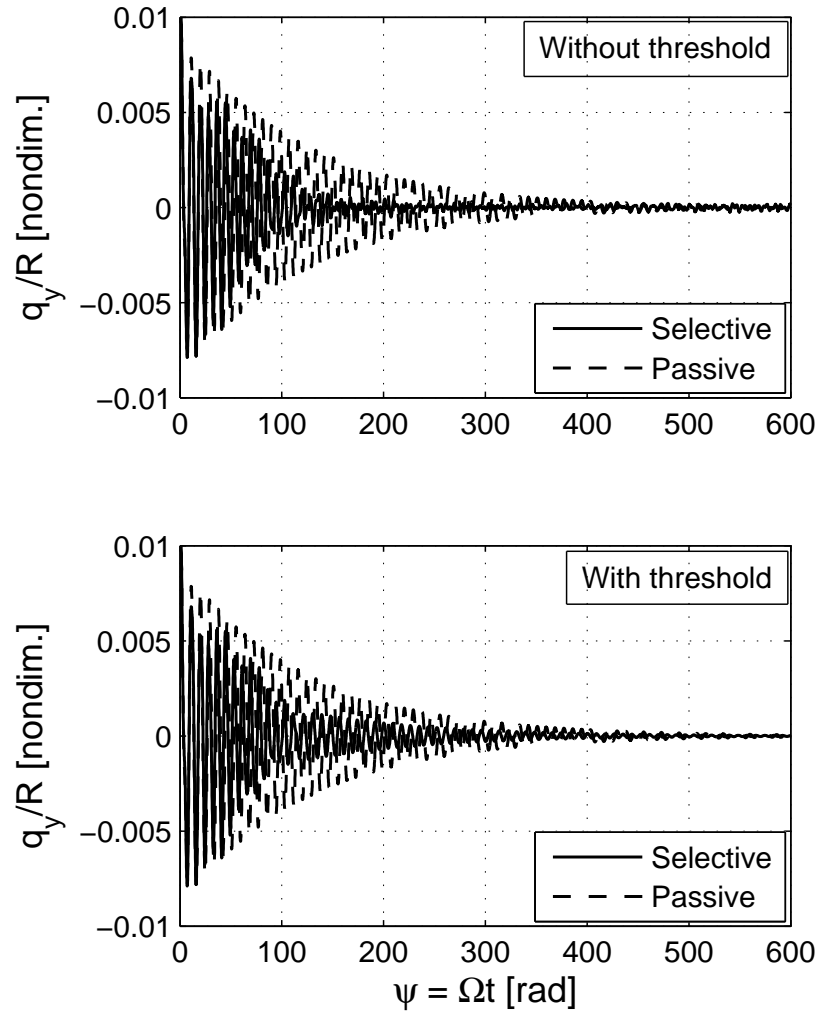 0.01
0.005
0
−0.005
−0.01
q_y/R [nondim.]
Without threshold
Selective
Passive
0 100 200 300 400 500 600
0.01
0.005
0
−0.005
−0.01
q_y/R [nondim.]
With threshold
Selective
Passive
0 100 200 300 400 500 600
ψ = Ωt [rad]